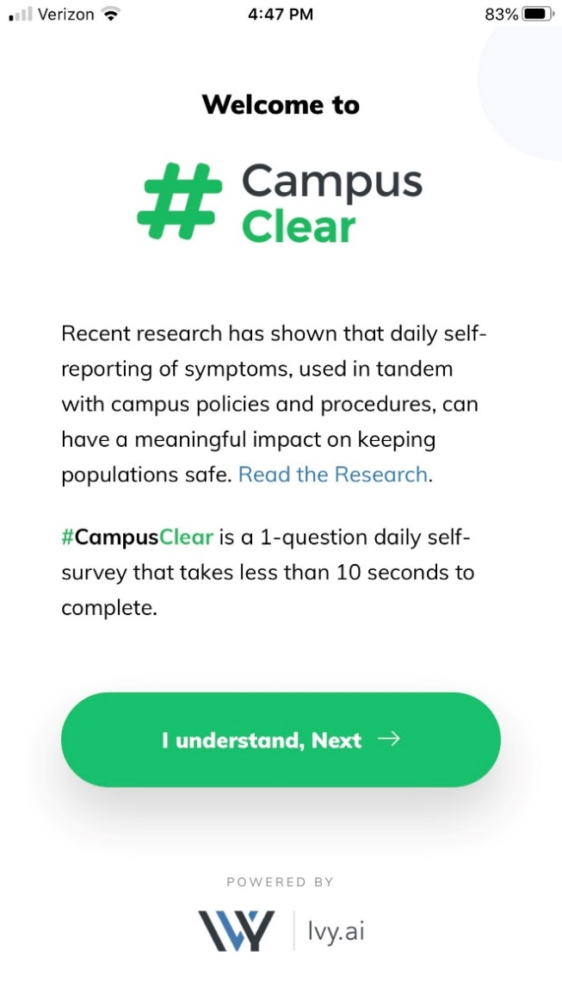 Verizon 4:47 PM 83%
Welcome to
# Campus
Clear
Recent research has shown that daily self-
reporting of symptoms, used in tandem
with campus policies and procedures, can
have a meaningful impact on keeping
populations safe. Read the Research.
#CampusClear is a 1-question daily self-
survey that takes less than 10 seconds to
complete.
I understand, Next →
POWERED BY
IVY Ivy.ai